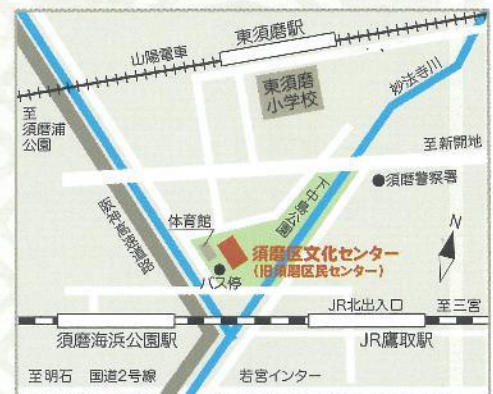 東須磨駅
山陽電車
東須磨
小学校
妙法寺川
至
須磨浦
公園
至新開地
阪神高速道路
下中島公園
須磨警察署
体育館
須磨区文化センター
(旧須磨区民センター)
バス停
N
JR北出入口
至三宮
須磨海浜公園駅
JR鷹取駅
至明石
国道2号線
若宮インター